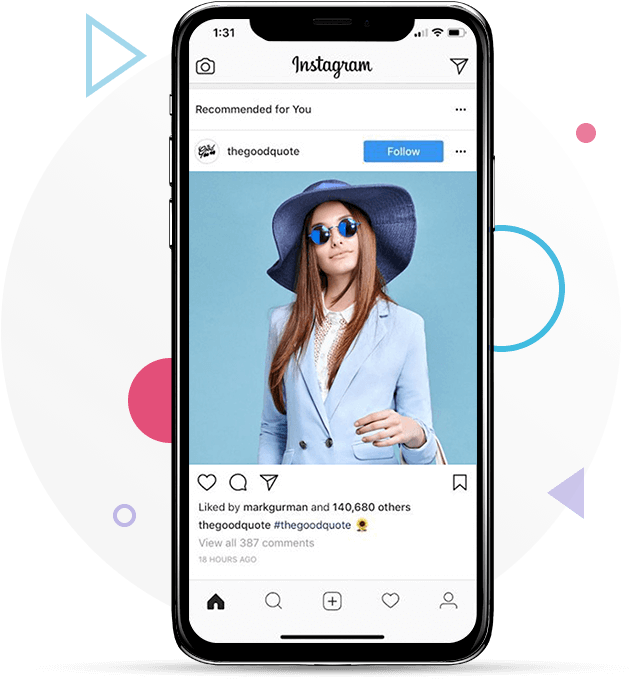 1:31
Instagram
Recommended for You
thegoodquote
Follow
Liked by markgurman and 140,680 others
thegoodquote #thegoodquote 🌻
View all 387 comments
18 HOURS AGO